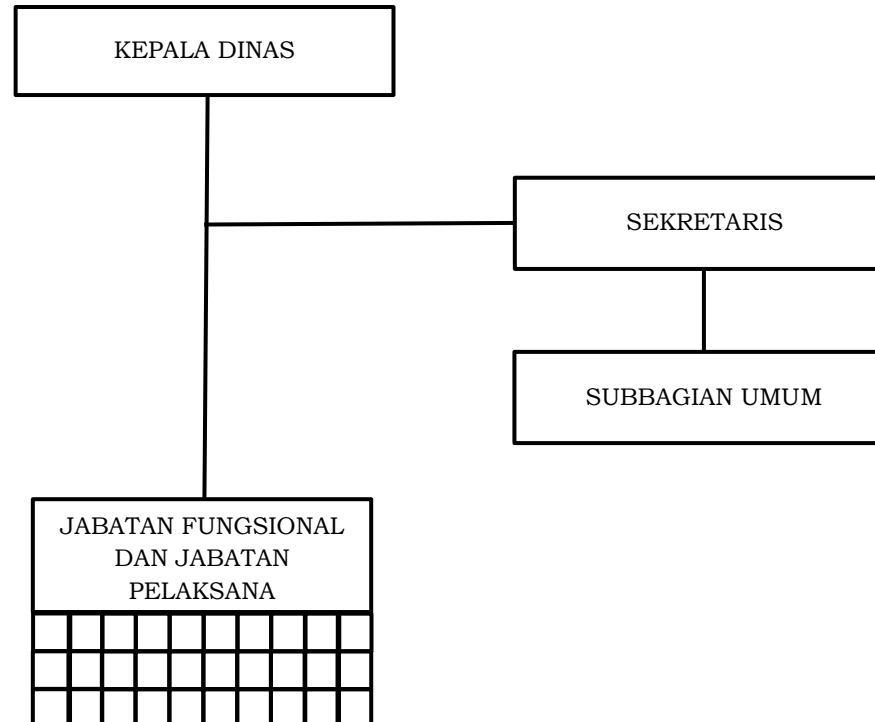 KEPALA DINAS
SEKRETARIS
SUBBAGIAN UMUM
JABATAN FUNGSIONAL
DAN JABATAN
PELAKSANA